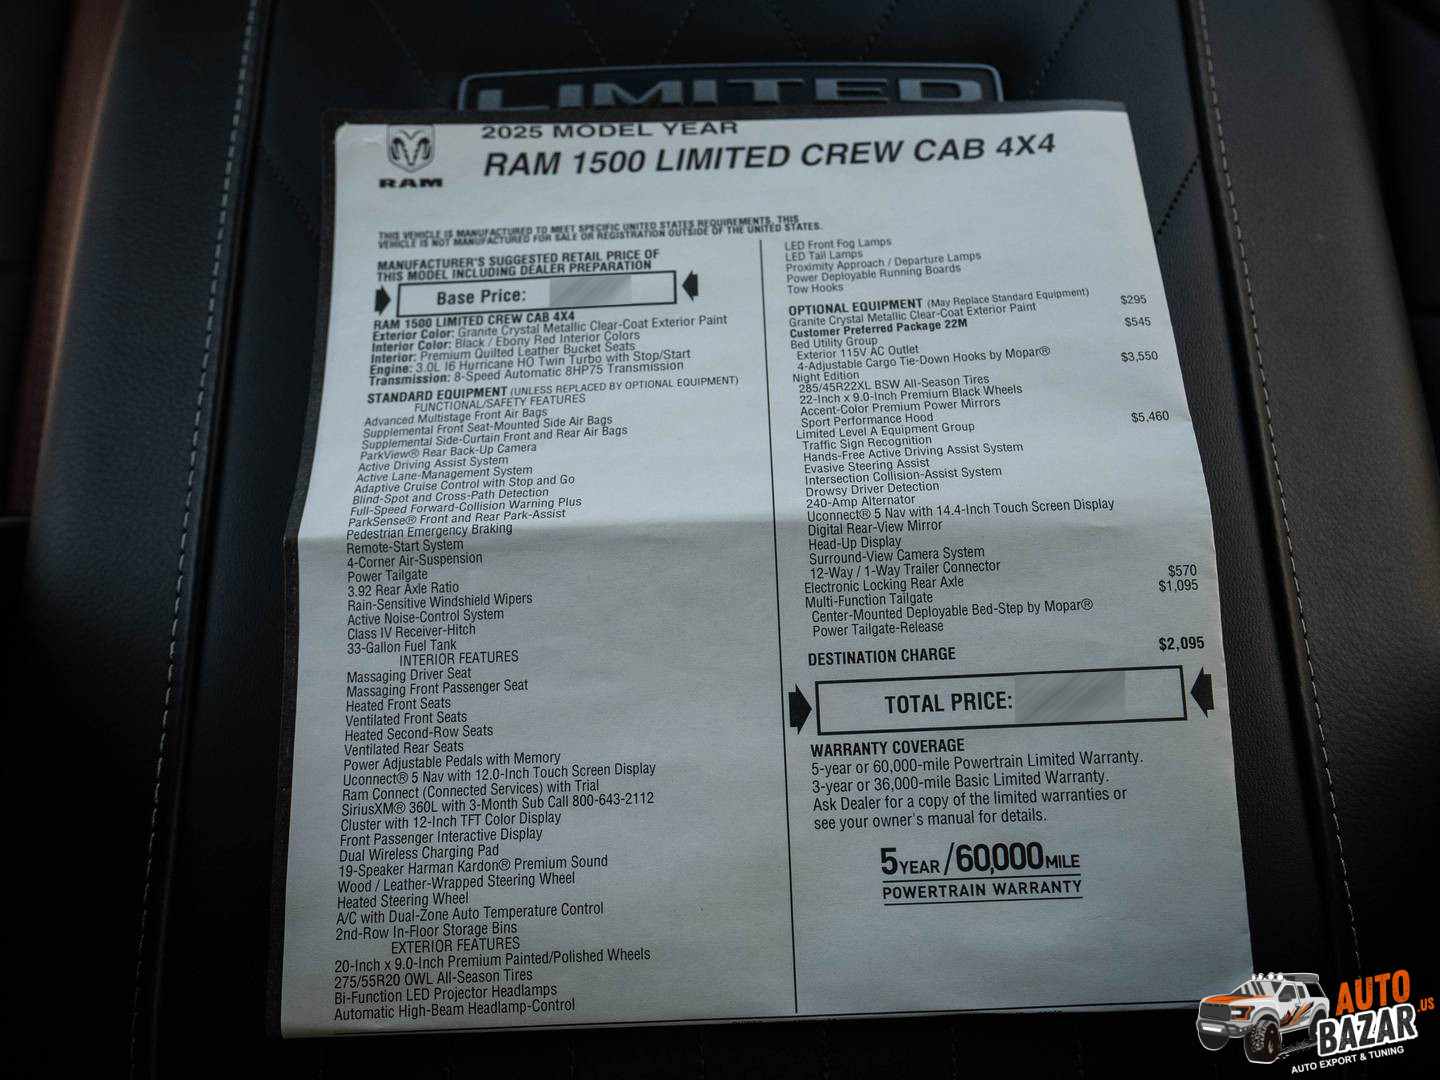 LIMITED
RAM
2025 MODEL YEAR
RAM 1500 LIMITED CREW CAB 4X4
THIS VEHICLE IS MANUFACTURED TO MEET SPECIFIC UNITED STATES REQUIREMENTS. THIS
VEHICLE IS NOT MANUFACTURED FOR SALE OR REGISTRATION OUTSIDE OF THE UNITED STATES.
MANUFACTURER'S SUGGESTED RETAIL PRICE OF
THIS MODEL INCLUDING DEALER PREPARATION
Base Price:
RAM 1500 LIMITED CREW CAB 4X4
Exterior Color: Granite Crystal Metallic Clear-Coat Exterior Paint
Interior Color: Black / Ebony Red Interior Colors
Interior: Premium Quilted Leather Bucket Seats
Engine: 3.0L I6 Hurricane HO Twin Turbo with Stop/Start
Transmission: 8-Speed Automatic 8HP75 Transmission
STANDARD EQUIPMENT (UNLESS REPLACED BY OPTIONAL EQUIPMENT)
FUNCTIONAL/SAFETY FEATURES
Advanced Multistage Front Air Bags
Supplemental Front Seat-Mounted Side Air Bags
Supplemental Side-Curtain Front and Rear Air Bags
ParkView® Rear Back-Up Camera
Active Driving Assist System
Active Lane-Management System
Adaptive Cruise Control with Stop and Go
Blind-Spot and Cross-Path Detection
Full-Speed Forward-Collision Warning Plus
ParkSense® Front and Rear Park-Assist
Pedestrian Emergency Braking
Remote-Start System
4-Corner Air-Suspension
Power Tailgate
3.92 Rear Axle Ratio
Rain-Sensitive Windshield Wipers
Active Noise-Control System
Class IV Receiver-Hitch
33-Gallon Fuel Tank
INTERIOR FEATURES
Massaging Driver Seat
Massaging Front Passenger Seat
Heated Front Seats
Ventilated Front Seats
Heated Second-Row Seats
Ventilated Rear Seats
Power Adjustable Pedals with Memory
Uconnect® 5 Nav with 12.0-Inch Touch Screen Display
Ram Connect (Connected Services) with Trial
SiriusXM® 360L with 3-Month Sub Call 800-643-2112
Cluster with 12-Inch TFT Color Display
Front Passenger Interactive Display
Dual Wireless Charging Pad
19-Speaker Harman Kardon® Premium Sound
Wood / Leather-Wrapped Steering Wheel
Heated Steering Wheel
A/C with Dual-Zone Auto Temperature Control
2nd-Row In-Floor Storage Bins
EXTERIOR FEATURES
20-Inch x 9.0-Inch Premium Painted/Polished Wheels
275/55R20 OWL All-Season Tires
Bi-Function LED Projector Headlamps
Automatic High-Beam Headlamp-Control
LED Front Fog Lamps
LED Tail Lamps
Proximity Approach / Departure Lamps
Power Deployable Running Boards
Tow Hooks
OPTIONAL EQUIPMENT (May Replace Standard Equipment)
Granite Crystal Metallic Clear-Coat Exterior Paint $295
Customer Preferred Package 22M
Bed Utility Group $545
Exterior 115V AC Outlet
4-Adjustable Cargo Tie-Down Hooks by Mopar®
Night Edition $3,550
285/45R22XL BSW All-Season Tires
22-Inch x 9.0-Inch Premium Black Wheels
Accent-Color Premium Power Mirrors
Sport Performance Hood
Limited Level A Equipment Group $5,460
Traffic Sign Recognition
Hands-Free Active Driving Assist System
Evasive Steering Assist
Intersection Collision-Assist System
Drowsy Driver Detection
240-Amp Alternator
Uconnect® 5 Nav with 14.4-Inch Touch Screen Display
Digital Rear-View Mirror
Head-Up Display
Surround-View Camera System
12-Way / 1-Way Trailer Connector
Electronic Locking Rear Axle $570
Multi-Function Tailgate $1,095
Center-Mounted Deployable Bed-Step by Mopar®
Power Tailgate-Release
DESTINATION CHARGE $2,095
TOTAL PRICE:
WARRANTY COVERAGE
5-year or 60,000-mile Powertrain Limited Warranty.
3-year or 36,000-mile Basic Limited Warranty.
Ask Dealer for a copy of the limited warranties or
see your owner's manual for details.
5 YEAR / 60,000 MILE
POWERTRAIN WARRANTY
AUTO
BAZAR.US
AUTO EXPORT & TUNING